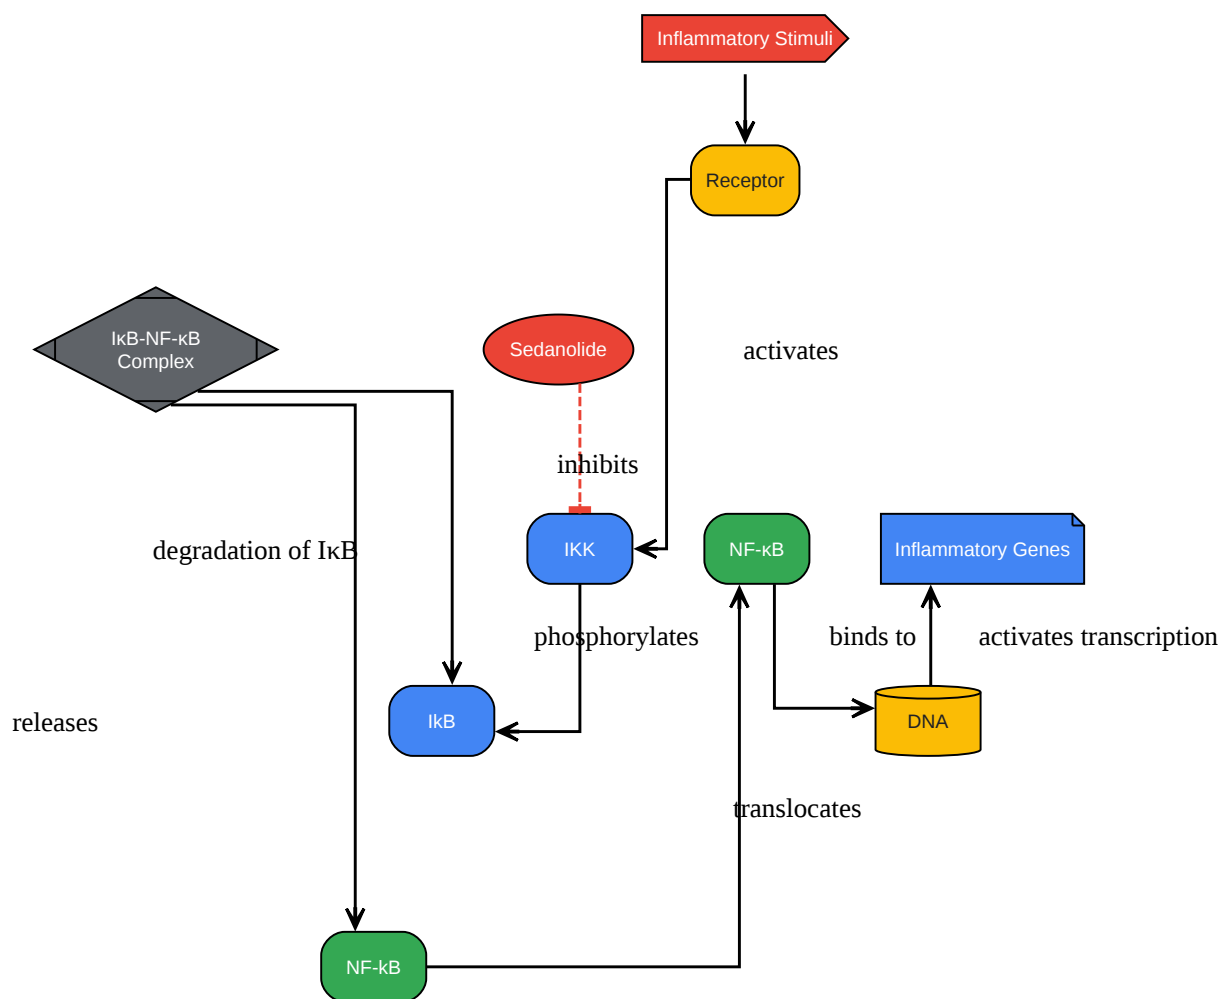 Inflammatory Stimuli
Receptor
IκB-NF-κB
Complex
Sedanolide
activates
inhibits
degradation of IκB
IKK
NF-κB
Inflammatory Genes
phosphorylates
binds to
activates transcription
releases
IkB
DNA
translocates
NF-kB